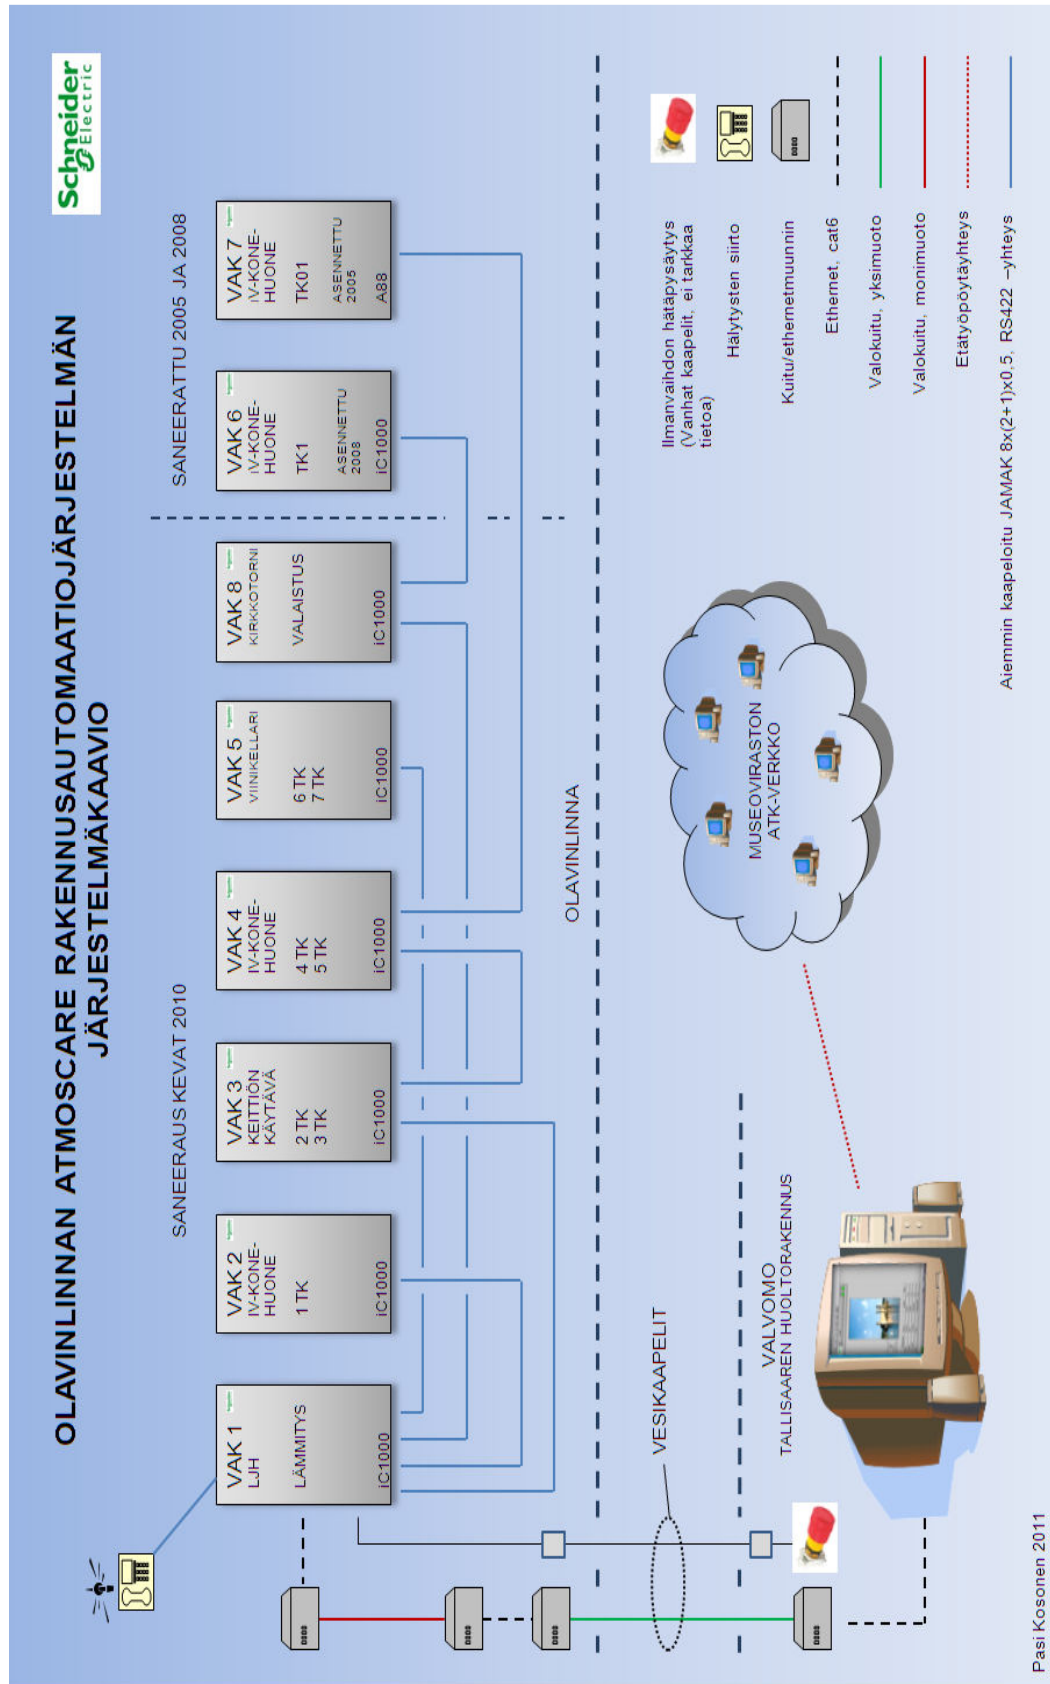 OLAVINLINNAN ATMOSCARE RAKENNUSAUTOMAATIOJÄRJESTELMÄN
JÄRJESTELMÄKAAVIO
Schneider
Electric
SANEERAUS KEVAT 2010
SANEERATTU 2005 JA 2008
VAK 1
LJH
LÄMMITYS
iC1000
VAK 2
IV-KONE-
HUONE
1 TK
iC1000
VAK 3
KEITTIÖN
KÄYTÄVÄ
2 TK
3 TK
iC1000
VAK 4
IV-KONE-
HUONE
4 TK
5 TK
iC1000
VAK 5
VIINIKELLARI
6 TK
7 TK
iC1000
VAK 8
KIRKKOTORNI
VALAISTUS
iC1000
VAK 6
IV-KONE-
HUONE
TK1
ASENNETTU
2008
iC1000
VAK 7
IV-KONE-
HUONE
TK01
ASENNETTU
2005
A88
OLAVINLINNA
VESIKAAPELIT
VALVOMO
TALLISAAREN HUOLTORAKENNUS
MUSEOVIRASTON
ATK-VERKKO
Ilmanvaihdon hätäpysäytys
(Vanhat kaapelit, ei tarkkaa
tietoa)
Hälytysten siirto
Kuitu/ethernetmuunnin
Ethernet, cat6
Valokuitu, yksimuoto
Valokuitu, monimuoto
Etätyöpöytäyhteys
Aiemmin kaapeloitu JAMAK 8x(2+1)x0,5, RS422 –yhteys
Pasi Kosonen 2011